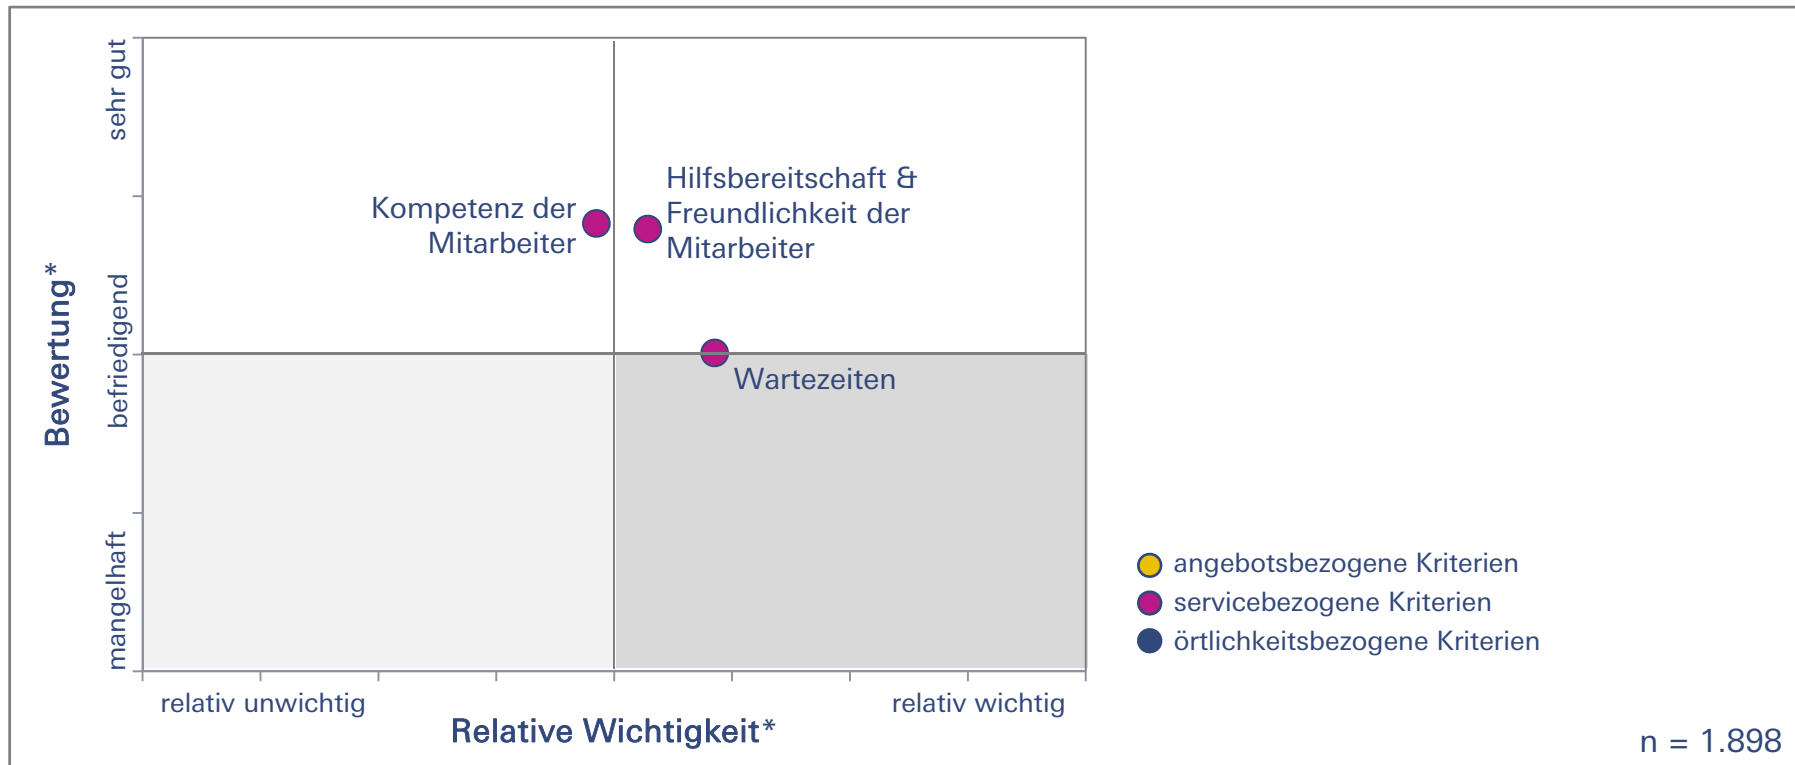 sehr gut
befriedigend
mangelhaft
Bewertung*
Kompetenz der
Mitarbeiter
Hilfsbereitschaft &
Freundlichkeit der
Mitarbeiter
Wartezeiten
relativ unwichtig
relativ wichtig
Relative Wichtigkeit*
angebotsbezogene Kriterien
servicebezogene Kriterien
örtlichkeitsbezogene Kriterien
n = 1.898